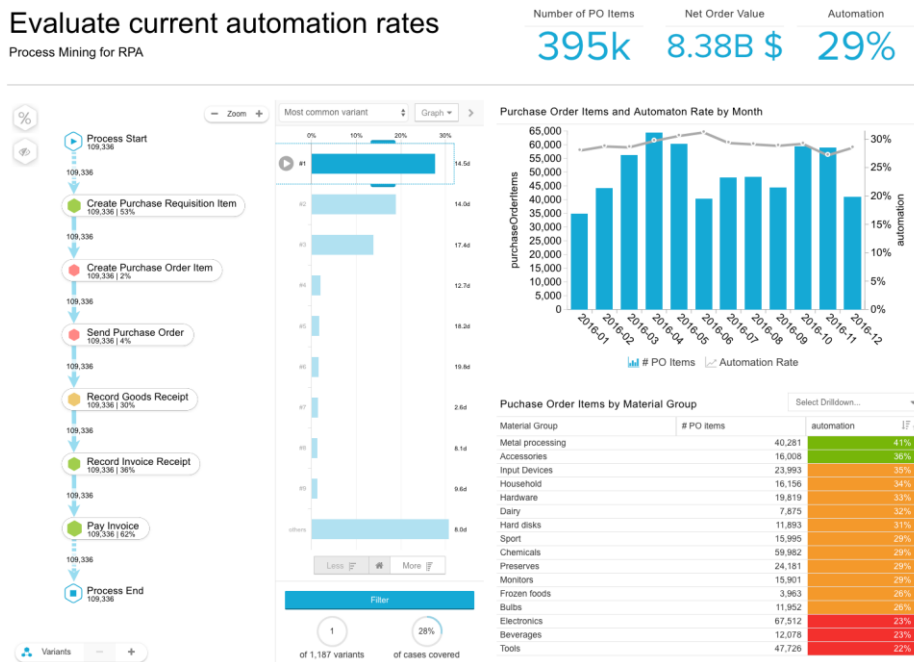 Evaluate current automation rates
Process Mining for RPA
Number of PO Items
395k
Net Order Value
8.38B $
Automation
29%
%
− Zoom +
Process Start
109,336
109,336
Create Purchase Requisition Item
109,336 | 53%
109,336
Create Purchase Order Item
109,336 | 2%
109,336
Send Purchase Order
109,336 | 4%
109,336
Record Goods Receipt
109,336 | 30%
109,336
Record Invoice Receipt
109,336 | 36%
109,336
Pay Invoice
109,336 | 62%
109,336
Process End
109,336
Variants − +
Most common variant
Graph
0% 10% 20% 30%
#1 14.5d
#2 14.0d
#3 17.4d
#4 12.7d
#5 18.2d
#6 19.8d
#7 2.6d
#8 8.1d
#9 9.6d
others 8.0d
Less
More
Filter
1
of 1,187 variants
28%
of cases covered
Purchase Order Items and Automaton Rate by Month
purchaseOrderItems
65,000
60,000
55,000
50,000
45,000
40,000
35,000
30,000
25,000
20,000
15,000
10,000
5,000
0
30%
25%
20%
15%
10%
5%
0%
automation
2016-01 2016-02 2016-03 2016-04 2016-05 2016-06 2016-07 2016-08 2016-09 2016-10 2016-11 2016-12
# PO Items Automation Rate
Puchase Order Items by Material Group
Select Drilldown...
Material Group # PO Items automation
Metal processing 40,281 41%
Accessories 16,008 36%
Input Devices 23,993 35%
Household 16,156 34%
Hardware 19,819 33%
Dairy 7,875 32%
Hard disks 11,893 31%
Sport 15,995 29%
Chemicals 59,982 29%
Preserves 24,181 29%
Monitors 15,901 29%
Frozen foods 3,963 26%
Bulbs 11,952 26%
Electronics 67,512 23%
Beverages 12,078 23%
Tools 47,726 22%